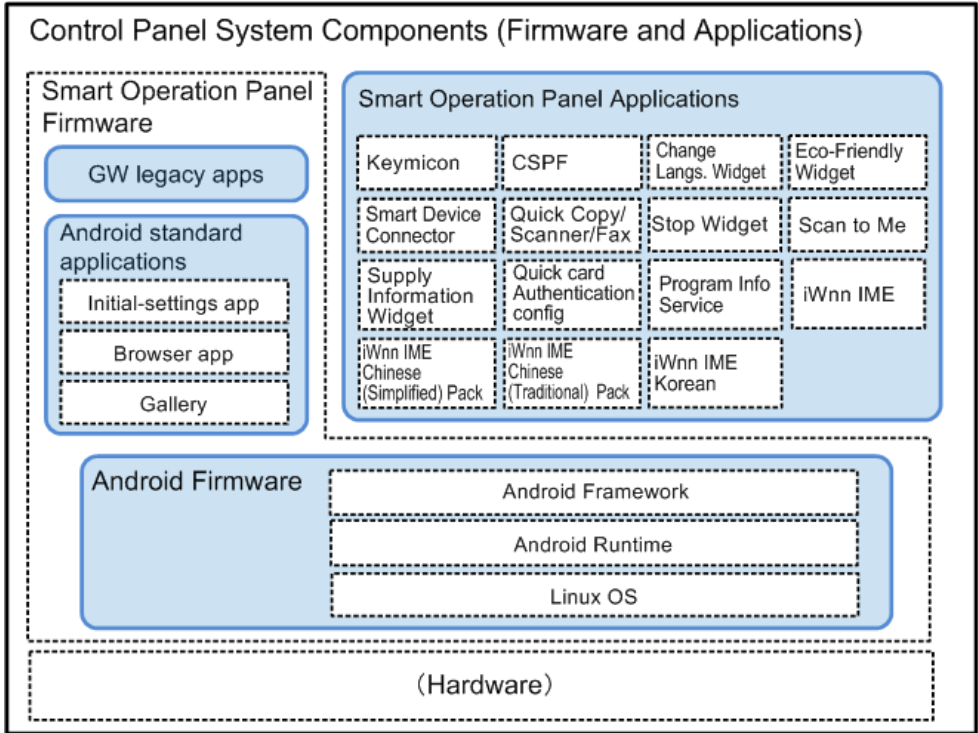 Control Panel System Components (Firmware and Applications)
Smart Operation Panel
Firmware
GW legacy apps
Android standard
applications
Initial-settings app
Browser app
Gallery
Smart Operation Panel Applications
Keymicon
CSPF
Change
Langs. Widget
Eco-Friendly
Widget
Smart Device
Connector
Quick Copy/
Scanner/Fax
Stop Widget
Scan to Me
Supply
Information
Widget
Quick card
Authentication
config
Program Info
Service
iWnn IME
iWnn IME
Chinese
(Simplified) Pack
iWnn IME
Chinese
(Traditional) Pack
iWnn IME
Korean
Android Firmware
Android Framework
Android Runtime
Linux OS
(Hardware)